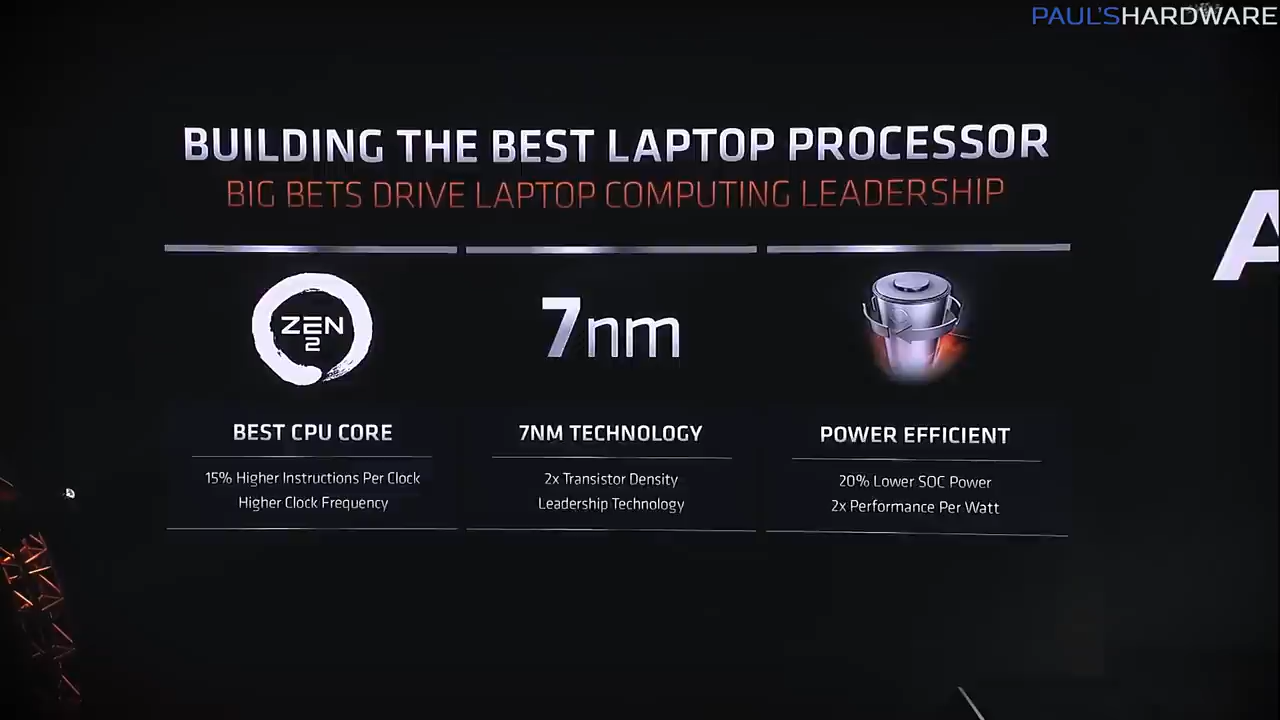 PAUL'SHARDWARE
BUILDING THE BEST LAPTOP PROCESSOR
BIG BETS DRIVE LAPTOP COMPUTING LEADERSHIP
ZEN
2
7nm
BEST CPU CORE
15% Higher Instructions Per Clock
Higher Clock Frequency
7NM TECHNOLOGY
2x Transistor Density
Leadership Technology
POWER EFFICIENT
20% Lower SOC Power
2x Performance Per Watt
A